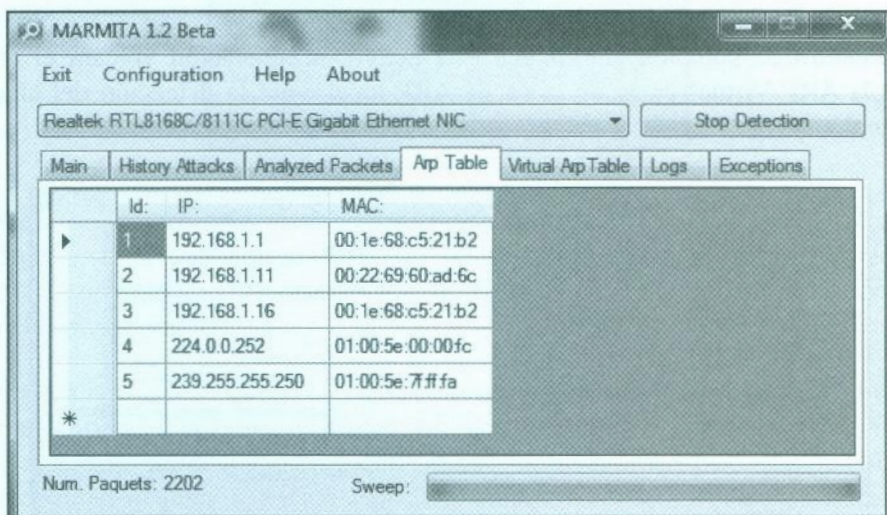 MARMITA 1.2 Beta
Exit Configuration Help About
Realtek RTL8168C/8111C PCI-E Gigabit Ethernet NIC Stop Detection
Main History Attacks Analyzed Packets Arp Table Virtual Arp Table Logs Exceptions
Id: IP: MAC:
1 192.168.1.1 00:1e:68:c5:21:b2
2 192.168.1.11 00:22:69:60:ad:6c
3 192.168.1.16 00:1e:68:c5:21:b2
4 224.0.0.252 01:00:5e:00:00:fc
5 239.255.255.250 01:00:5e:7f:ff:fa
*
Num. Paquets: 2202 Sweep: